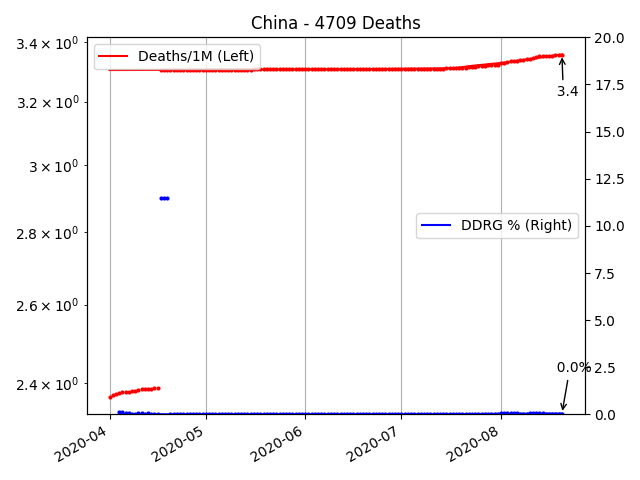 China - 4709 Deaths
3.4 × 10⁰
3.2 × 10⁰
3 × 10⁰
2.8 × 10⁰
2.6 × 10⁰
2.4 × 10⁰
Deaths/1M (Left)
3.4
DDRG % (Right)
0.0%
20.0
17.5
15.0
12.5
10.0
7.5
5.0
2.5
0.0
2020-04
2020-05
2020-06
2020-07
2020-08